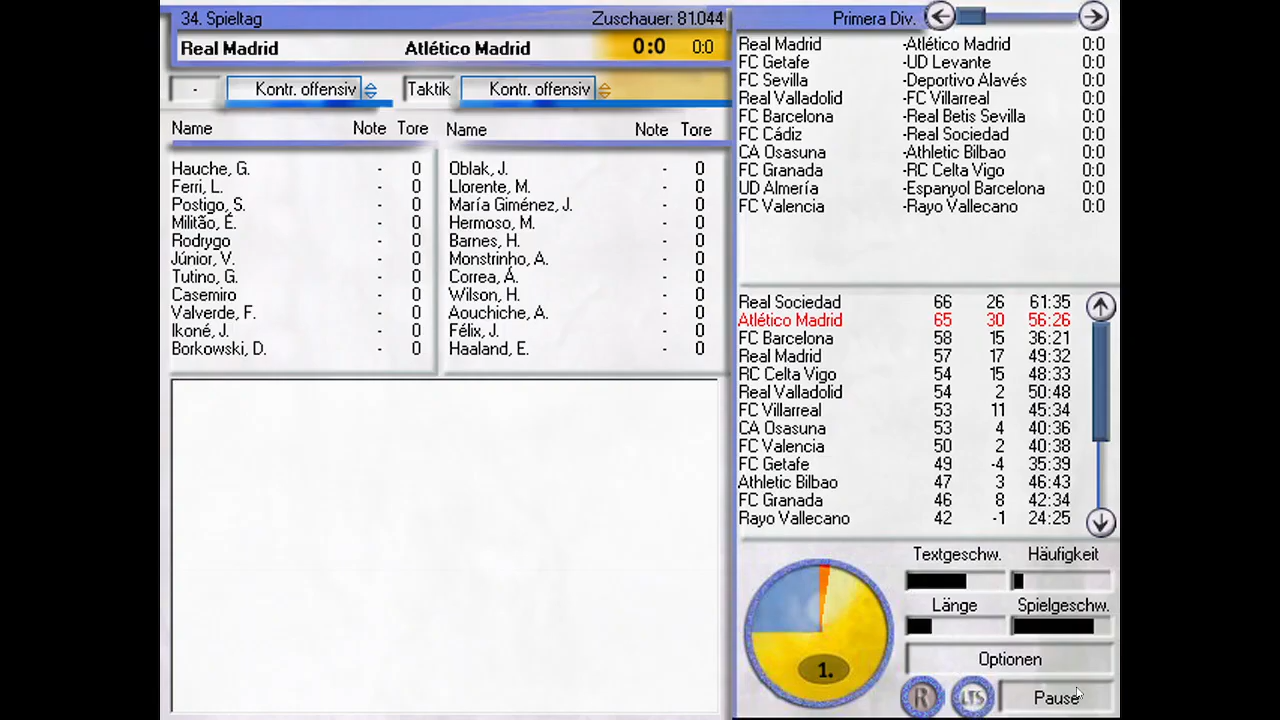 34. Spieltag Zuschauer: 81.044
Real Madrid Atlético Madrid 0:0 0:0
- Kontr. offensiv Taktik Kontr. offensiv
Name Note Tore Name Note Tore
Hauche, G. - 0 Oblak, J. - 0
Ferri, L. - 0 Llorente, M. - 0
Postigo, S. - 0 María Giménez, J. - 0
Militão, É. - 0 Hermoso, M. - 0
Rodrygo - 0 Barnes, H. - 0
Júnior, V. - 0 Monstrinho, A. - 0
Tutino, G. - 0 Correa, Á. - 0
Casemiro - 0 Wilson, H. - 0
Valverde, F. - 0 Aouchiche, A. - 0
Ikoné, J. - 0 Félix, J. - 0
Borkowski, D. - 0 Haaland, E. - 0
Primera Div.
Real Madrid -Atlético Madrid 0:0
FC Getafe -UD Levante 0:0
FC Sevilla -Deportivo Alavés 0:0
Real Valladolid -FC Villarreal 0:0
FC Barcelona -Real Betis Sevilla 0:0
FC Cádiz -Real Sociedad 0:0
CA Osasuna -Athletic Bilbao 0:0
FC Granada -RC Celta Vigo 0:0
UD Almería -Espanyol Barcelona 0:0
FC Valencia -Rayo Vallecano 0:0
Real Sociedad 66 26 61:35
Atlético Madrid 65 30 56:26
FC Barcelona 58 15 36:21
Real Madrid 57 17 49:32
RC Celta Vigo 54 15 48:33
Real Valladolid 54 2 50:48
FC Villarreal 53 11 45:34
CA Osasuna 53 4 40:36
FC Valencia 50 2 40:38
FC Getafe 49 -4 35:39
Athletic Bilbao 47 3 46:43
FC Granada 46 8 42:34
Rayo Vallecano 42 -1 24:25
Textgeschw. Häufigkeit
Länge Spielgeschw.
1.
Optionen
R LTS Pause